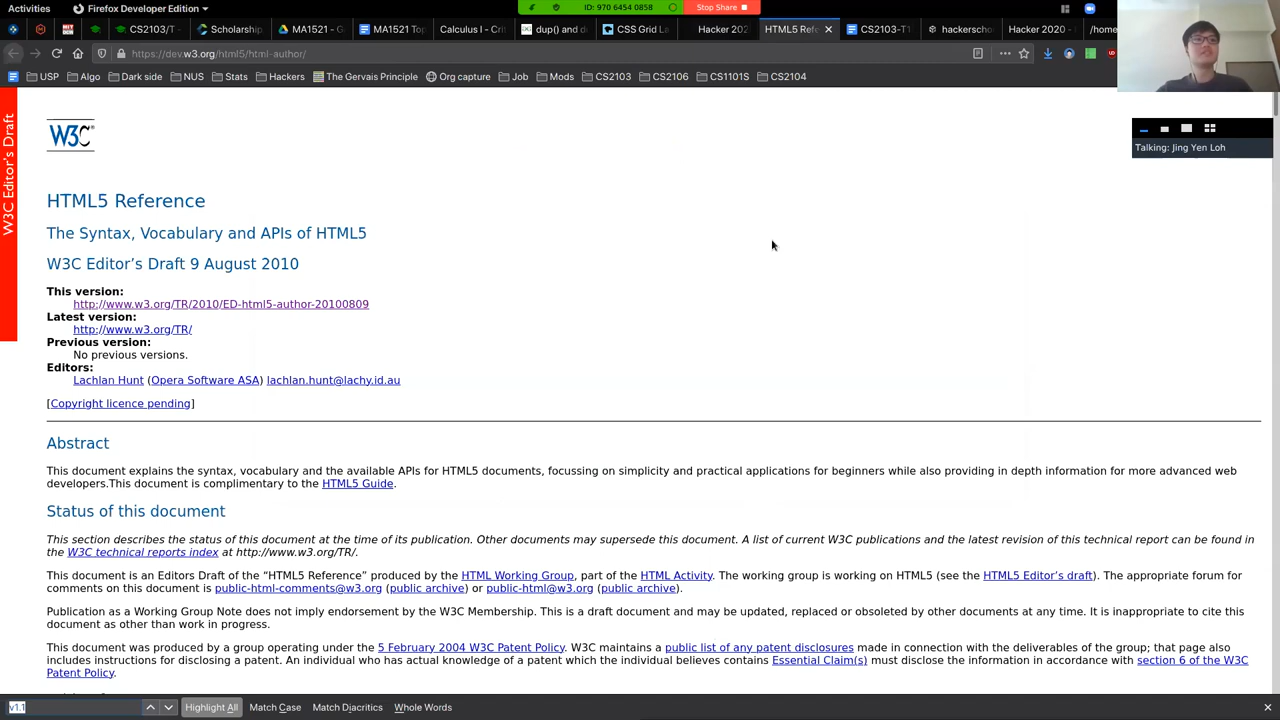 Activities
Firefox Developer Edition
ID: 970 6454 0858
Stop Share
CS2103/T
Scholarship
MA1521 - G
MA1521 Top
Calculus I - Cri
dup() and d
CSS Grid La
Hacker 202
HTML5 Refe
CS2103-T1
hackerscho
Hacker 2020 -
/home
https://dev.w3.org/html5/html-author/
USP
Algo
Dark side
NUS
Stats
Hackers
The Gervais Principle
Org capture
Job
Mods
CS2103
CS2106
CS1101S
CS2104
Talking: Jing Yen Loh
W3C Editor's Draft
W3C®
HTML5 Reference
The Syntax, Vocabulary and APIs of HTML5
W3C Editor’s Draft 9 August 2010
This version:
http://www.w3.org/TR/2010/ED-html5-author-20100809
Latest version:
http://www.w3.org/TR/
Previous version:
No previous versions.
Editors:
Lachlan Hunt (Opera Software ASA) lachlan.hunt@lachy.id.au
[Copyright licence pending]
Abstract
This document explains the syntax, vocabulary and the available APIs for HTML5 documents, focussing on simplicity and practical applications for beginners while also providing in depth information for more advanced web
developers.This document is complimentary to the HTML5 Guide.
Status of this document
This section describes the status of this document at the time of its publication. Other documents may supersede this document. A list of current W3C publications and the latest revision of this technical report can be found in
the W3C technical reports index at http://www.w3.org/TR/.
This document is an Editors Draft of the “HTML5 Reference” produced by the HTML Working Group, part of the HTML Activity. The working group is working on HTML5 (see the HTML5 Editor’s draft). The appropriate forum for
comments on this document is public-html-comments@w3.org (public archive) or public-html@w3.org (public archive).
Publication as a Working Group Note does not imply endorsement by the W3C Membership. This is a draft document and may be updated, replaced or obsoleted by other documents at any time. It is inappropriate to cite this
document as other than work in progress.
This document was produced by a group operating under the 5 February 2004 W3C Patent Policy. W3C maintains a public list of any patent disclosures made in connection with the deliverables of the group; that page also
includes instructions for disclosing a patent. An individual who has actual knowledge of a patent which the individual believes contains Essential Claim(s) must disclose the information in accordance with section 6 of the W3C
Patent Policy.
v1.1
Highlight All
Match Case
Match Diacritics
Whole Words